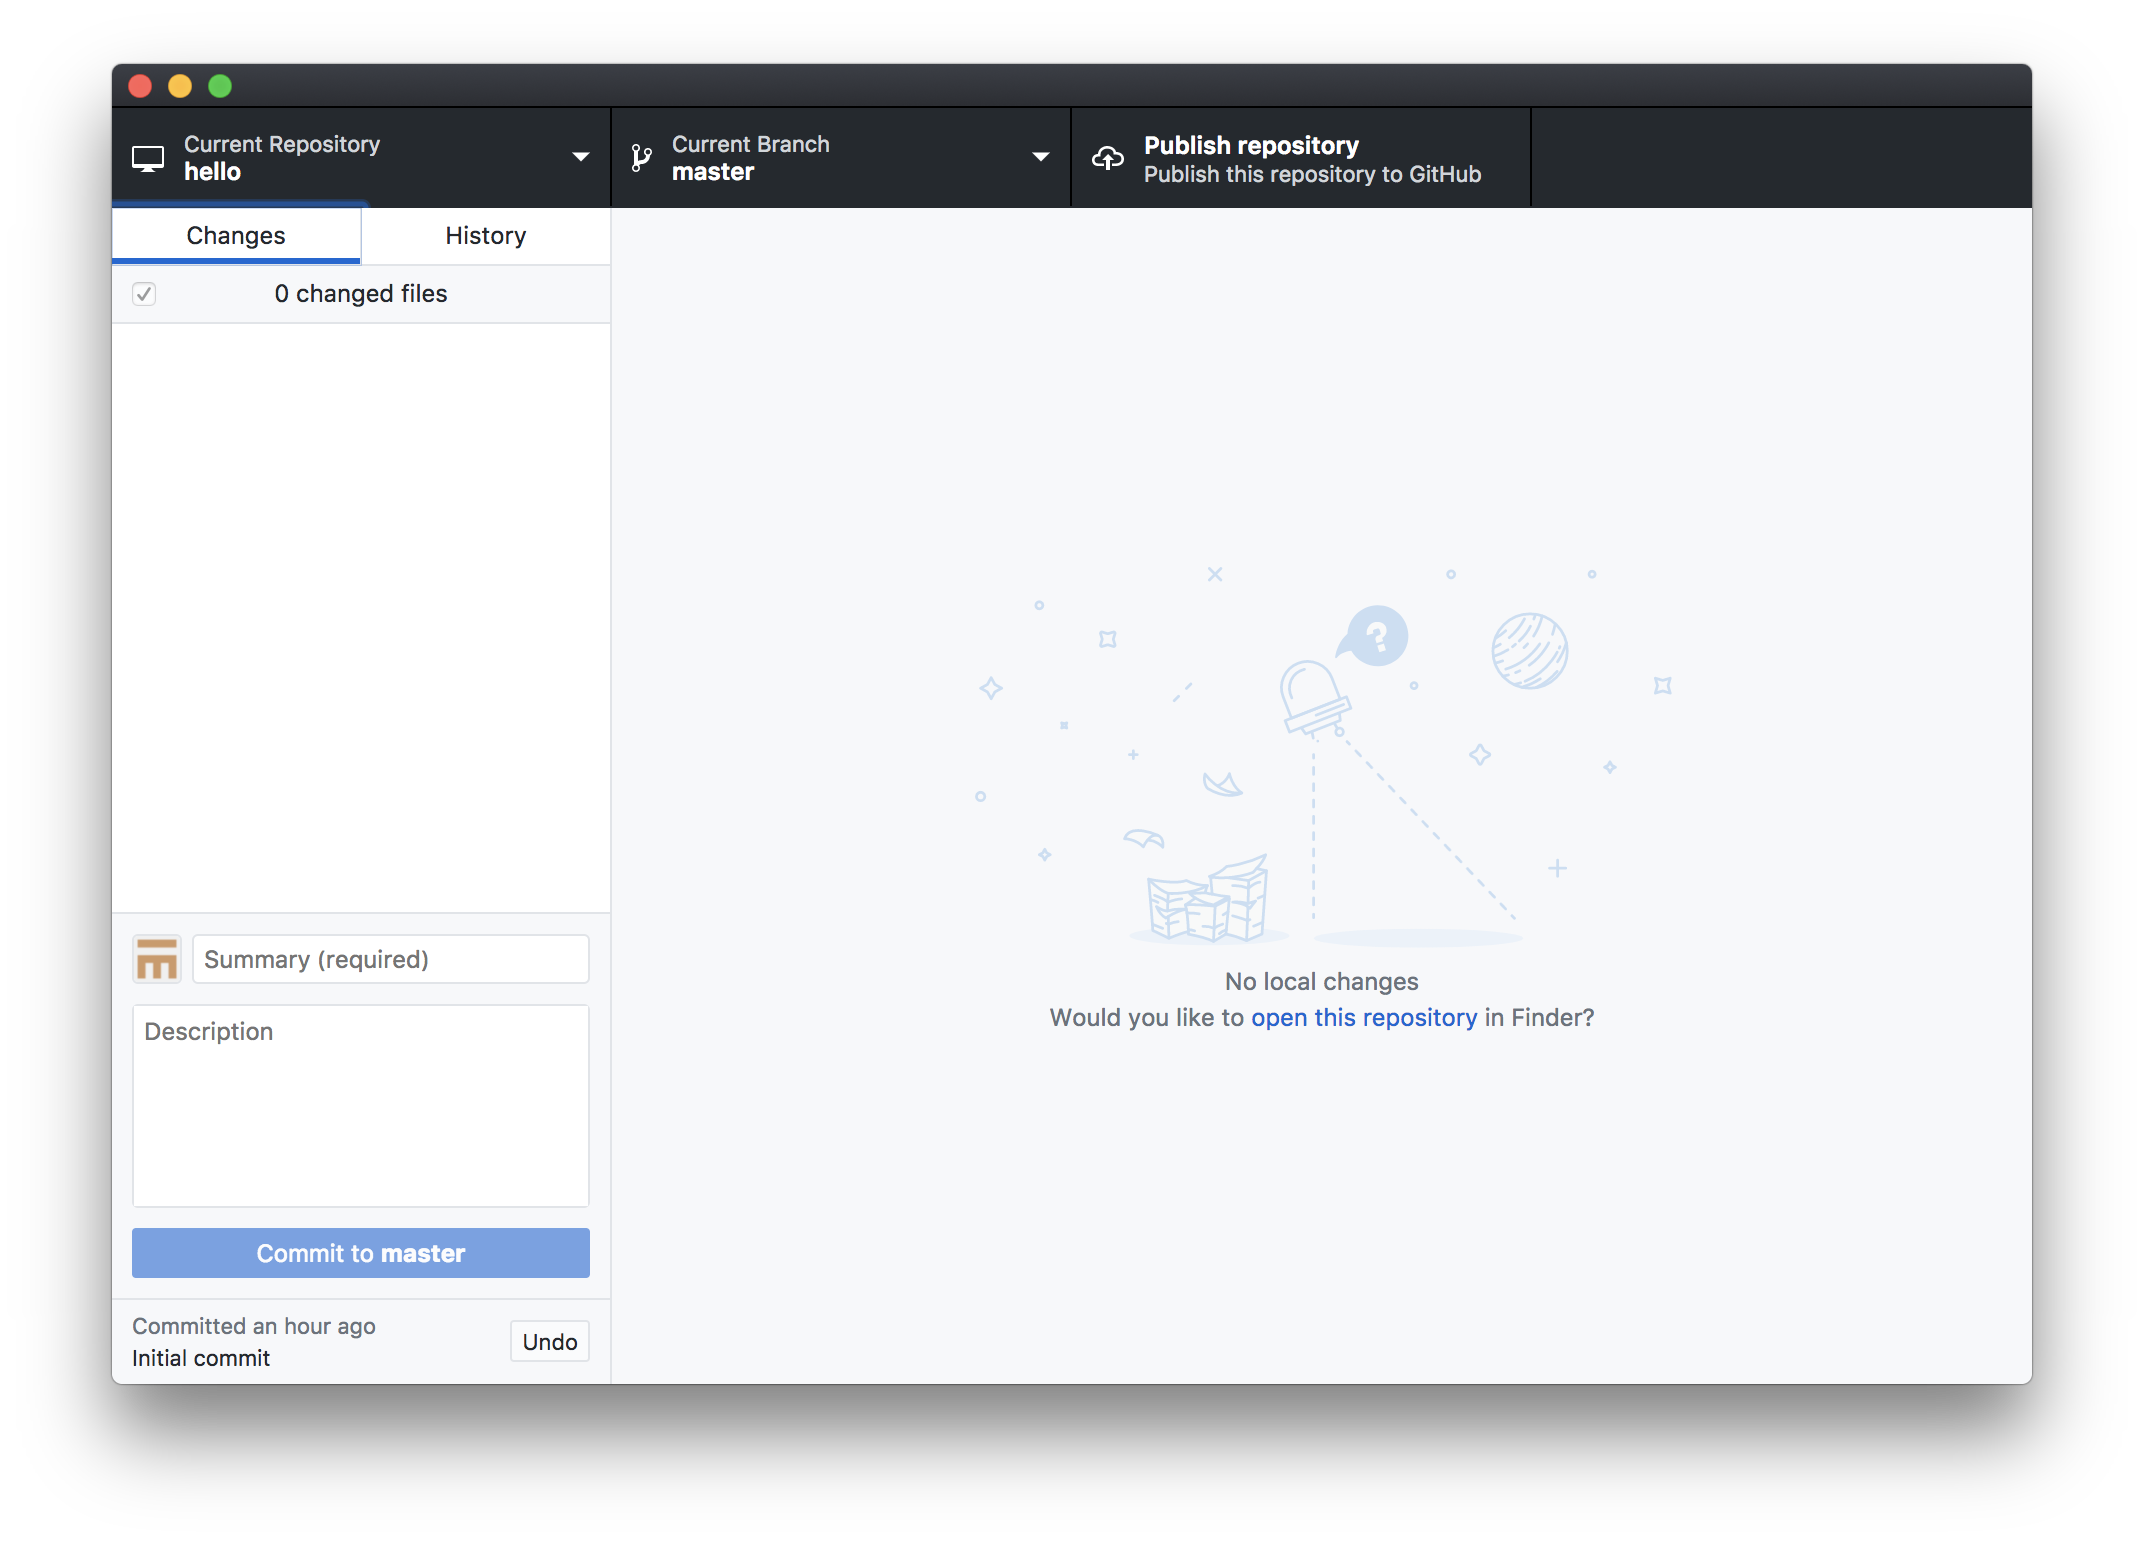 Current Repository
hello
Current Branch
master
Publish repository
Publish this repository to GitHub
Changes
History
0 changed files
?
No local changes
Would you like to open this repository in Finder?
Summary (required)
Description
Commit to master
Committed an hour ago
Initial commit
Undo